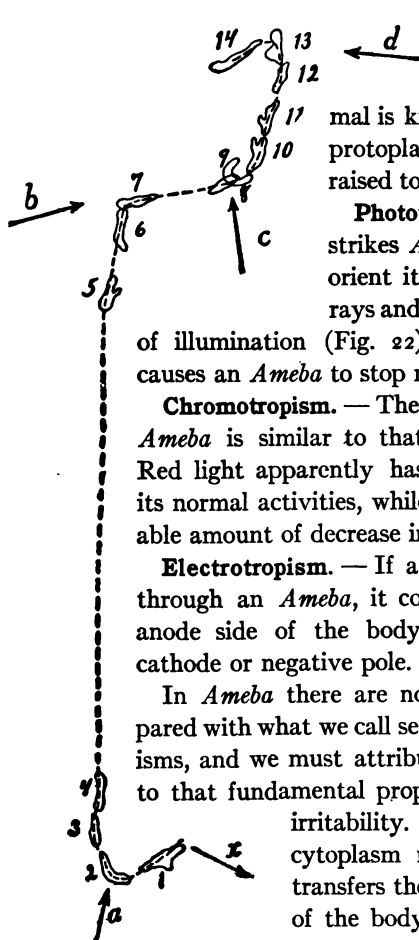 14
13
d
12
11
mal is k
10
protopla
9
raised to
8
7
b
Photo
6
strikes A
c
orient it
5
rays and
of illumination (Fig. 22)
causes an Ameba to stop r
Chromotropism. — The
Ameba is similar to that
Red light apparently has
its normal activities, while
able amount of decrease in
Electrotropism. — If a
through an Ameba, it co
anode side of the body
cathode or negative pole.
In Ameba there are no
pared with what we call se
isms, and we must attribu
to that fundamental prop
4
3
irritability.
2
1
x
cytoplasm r
transfers the
a
of the body